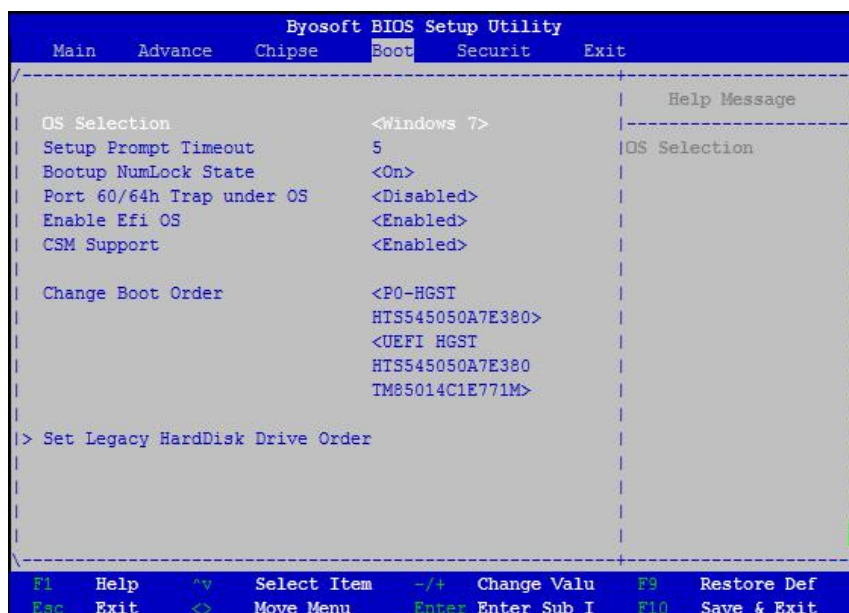 Byosoft BIOS Setup Utility
Main Advance Chipse Boot Securit Exit
Help Message
OS Selection <Windows 7>
Setup Prompt Timeout 5 OS Selection
Bootup NumLock State <On>
Port 60/64h Trap under OS <Disabled>
Enable Efi OS <Enabled>
CSM Support <Enabled>
Change Boot Order <P0-HGST
HTS545050A7E380>
<UEFI HGST
HTS545050A7E380
TM85014C1E771M>
> Set Legacy HardDisk Drive Order
F1 Help ^v Select Item -/+ Change Valu F9 Restore Def
Esc Exit <> Move Menu Enter Enter Sub I F10 Save & Exit